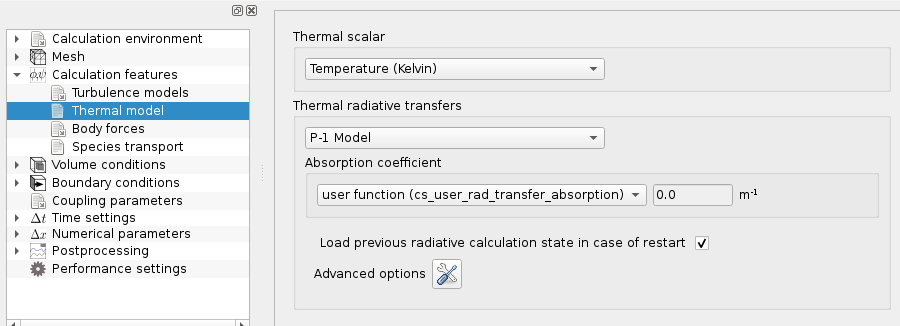 Calculation environment
Mesh
ϕ,ψ Calculation features
Turbulence models
Thermal model
Body forces
Species transport
Volume conditions
Boundary conditions
Coupling parameters
Δt Time settings
Δx Numerical parameters
Postprocessing
Performance settings
Thermal scalar
Temperature (Kelvin)
Thermal radiative transfers
P-1 Model
Absorption coefficient
user function (cs_user_rad_transfer_absorption) 0.0 m⁻¹
Load previous radiative calculation state in case of restart
Advanced options